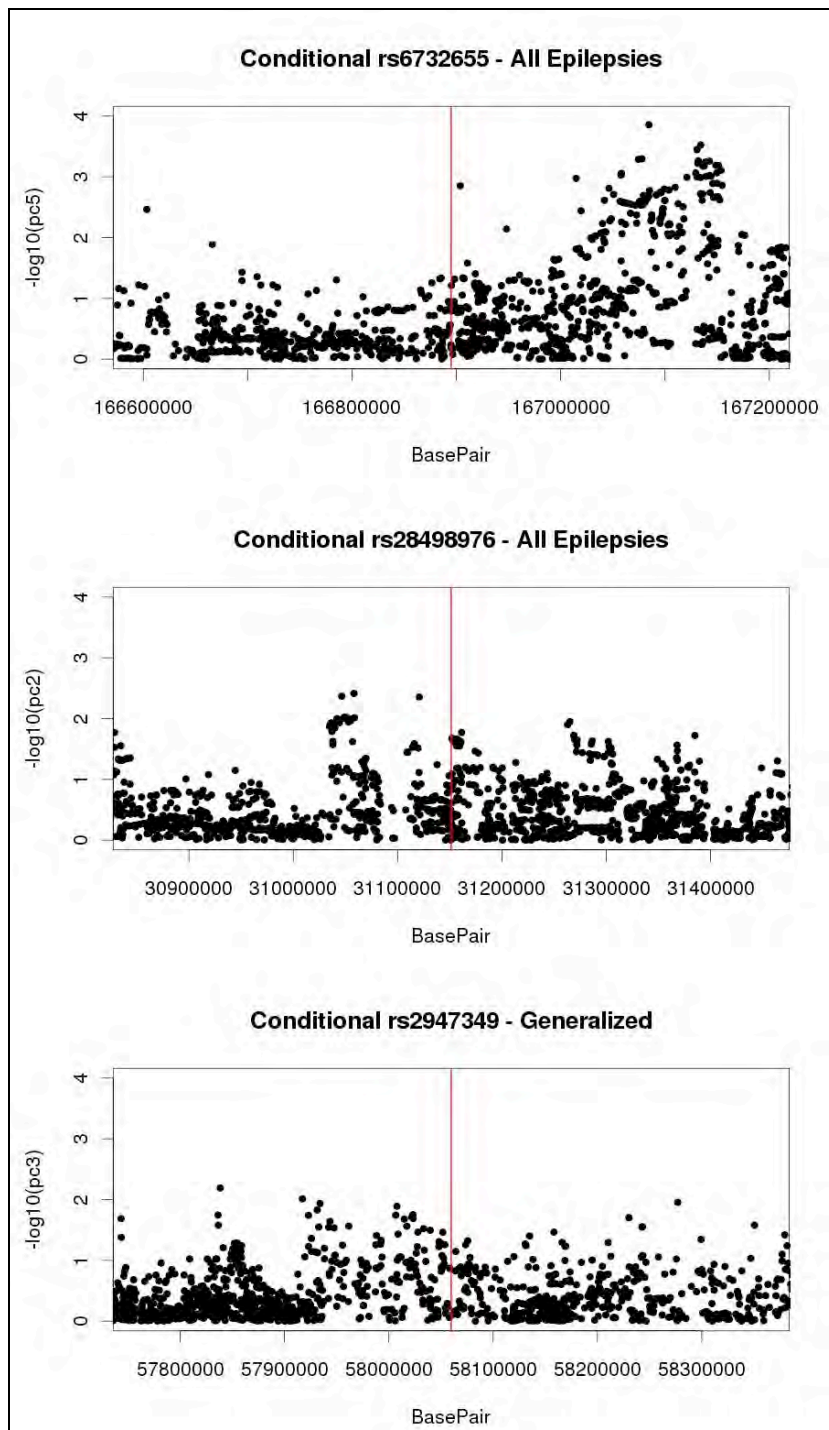 Conditional rs6732655 - All Epilepsies
-log10(pc5)
4
3
2
1
0
166600000 166800000 167000000 167200000
BasePair
Conditional rs28498976 - All Epilepsies
-log10(pc2)
4
3
2
1
0
30900000 31000000 31100000 31200000 31300000 31400000
BasePair
Conditional rs2947349 - Generalized
-log10(pc3)
4
3
2
1
0
57800000 57900000 58000000 58100000 58200000 58300000
BasePair